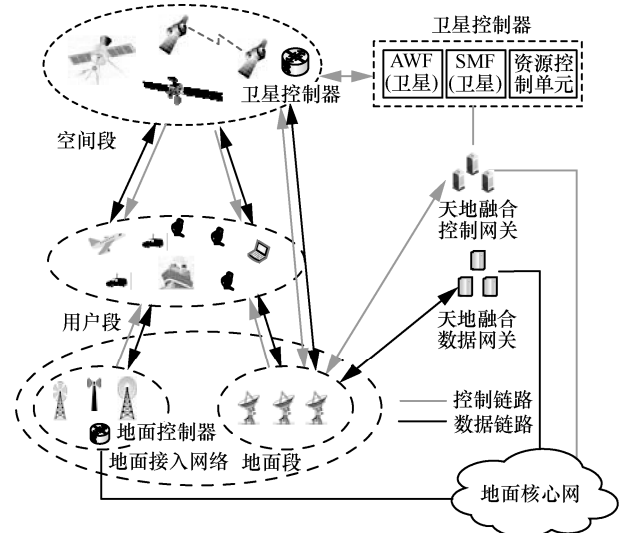 卫星控制器
AWF
(卫星)
SMF
(卫星)
资源控
制单元
卫星控制器
空间段
天地融合
控制网关
用户段
天地融合
数据网关
控制链路
数据链路
地面控制器
地面接入网络
地面段
地面核心网